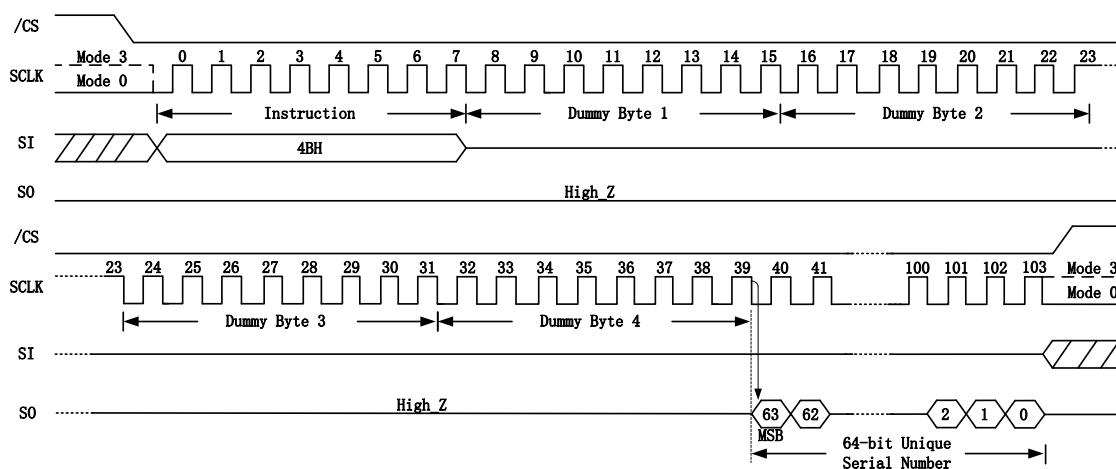 /CS
Mode 3 0 1 2 3 4 5 6 7 8 9 10 11 12 13 14 15 16 17 18 19 20 21 22 23
SCLK
Mode 0
Instruction Dummy Byte 1 Dummy Byte 2
SI
4BH
SO
High_Z
/CS
23 24 25 26 27 28 29 30 31 32 33 34 35 36 37 38 39 40 41 100 101 102 103 Mode 3
SCLK
Mode 0
Dummy Byte 3 Dummy Byte 4
SI
High_Z
SO
63 62 2 1 0
MSB
64-bit Unique
Serial Number